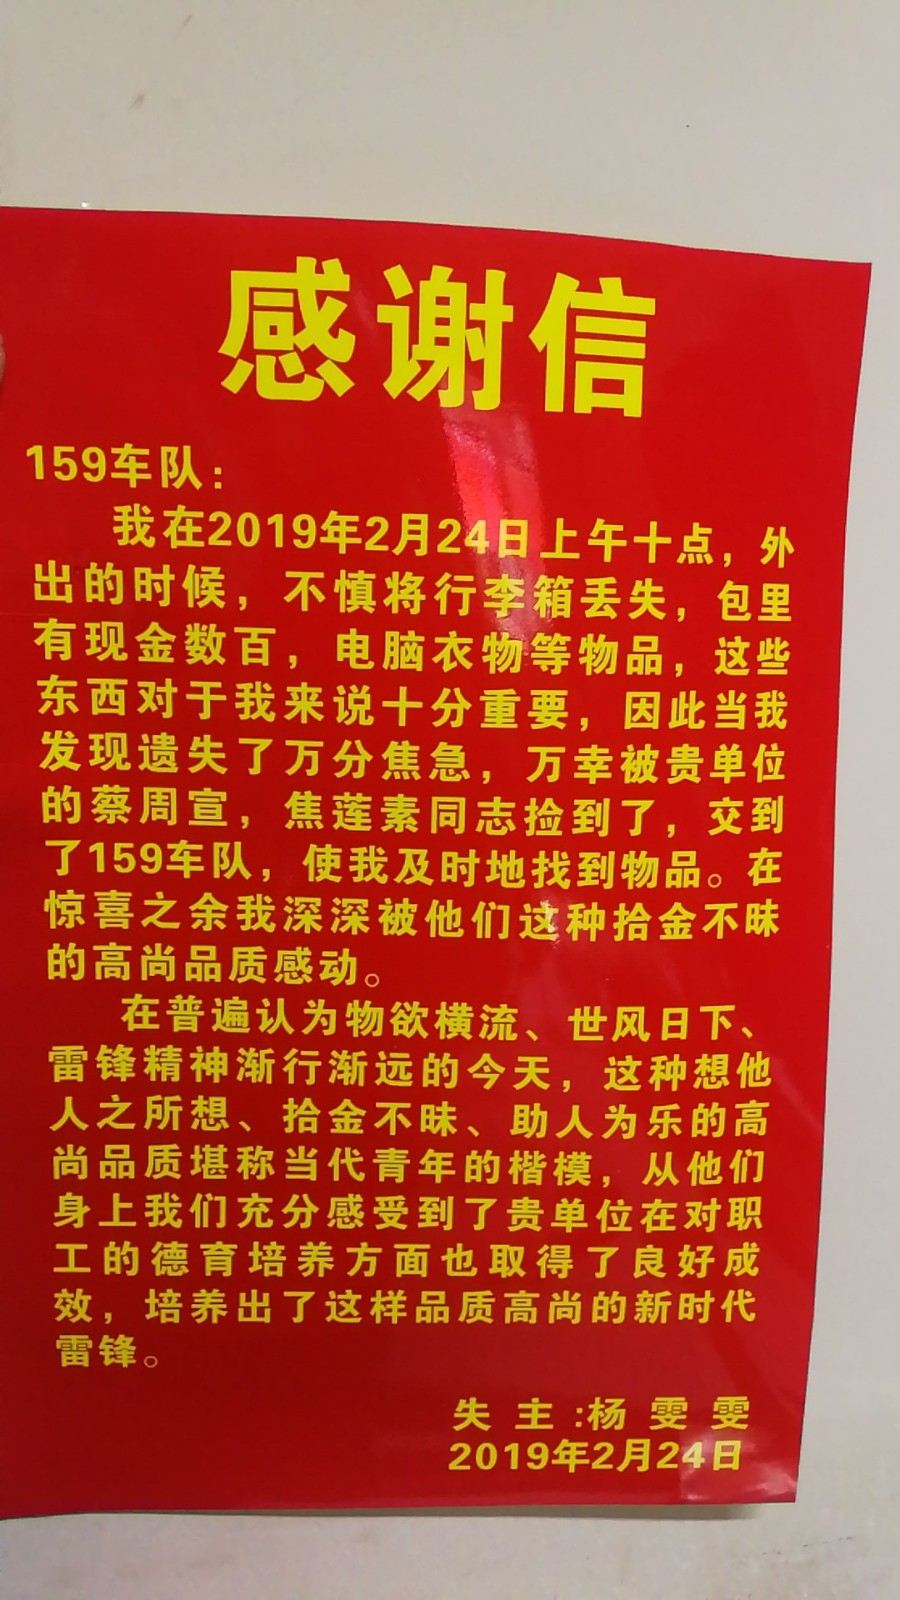 感谢信
159车队：
我在2019年2月24日上午十点，外
出的时候，不慎将行李箱丢失，包里
有现金数百，电脑衣物等物品，这些
东西对于我来说十分重要，因此当我
发现遗失了万分焦急，万幸被贵单位
的蔡周宣，焦莲素同志捡到了，交到
了159车队，使我及时地找到物品。在
惊喜之余我深深被他们这种拾金不昧
的高尚品质感动。
在普遍认为物欲横流、世风日下、
雷锋精神渐行渐远的今天，这种想他
人之所想、拾金不昧、助人为乐的高
尚品质堪称当代青年的楷模，从他们
身上我们充分感受到了贵单位在对职
工的德育培养方面也取得了良好成
效，培养出了这样品质高尚的新时代
雷锋。
失主:杨雯雯
2019年2月24日